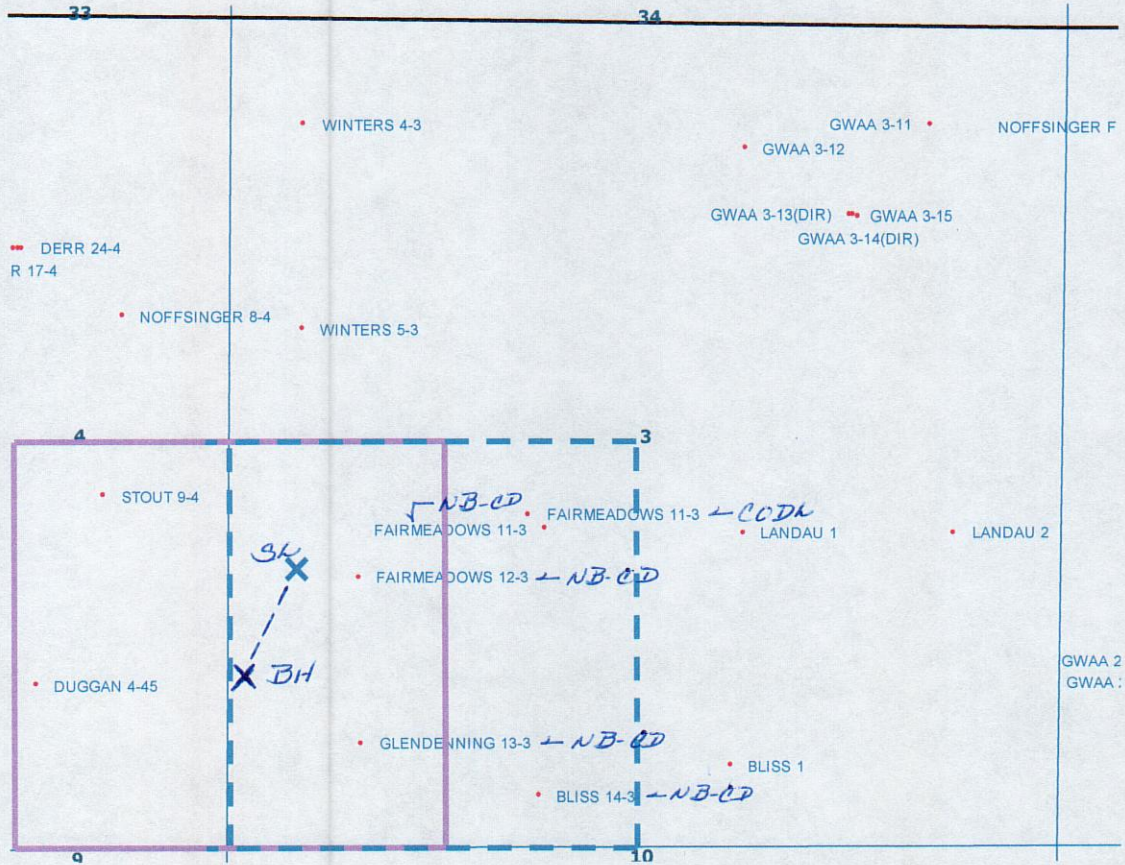 33
34
WINTERS 4-3
GWAA 3-11
NOFFSINGER F
GWAA 3-12
GWAA 3-13(DIR)
GWAA 3-15
GWAA 3-14(DIR)
DERR 24-4
R 17-4
NOFFSINGER 8-4
WINTERS 5-3
4
3
STOUT 9-4
NB-CD
FAIRMEADOWS 11-3
FAIRMEADOWS 11-3 ← CODL
LANDAU 1
LANDAU 2
SL
FAIRMEADOWS 12-3 ← NB-CD
BH
DUGGAN 4-45
GWAA 2
GWAA :
GLENDENNING 13-3 ← NB-CD
BLISS 1
BLISS 14-3 ← NB-CD
9
10